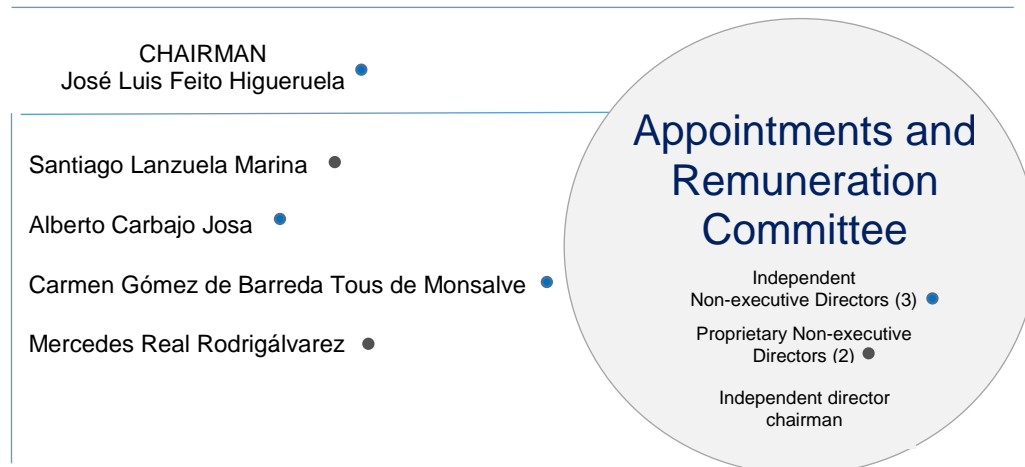 CHAIRMAN
José Luis Feito Higueruela
Santiago Lanzuela Marina
Alberto Carbajo Josa
Carmen Gómez de Barreda Tous de Monsalve
Mercedes Real Rodrigálvarez
Appointments and
Remuneration
Committee
Independent
Non-executive Directors (3)
Proprietary Non-executive
Directors (2)
Independent director
chairman